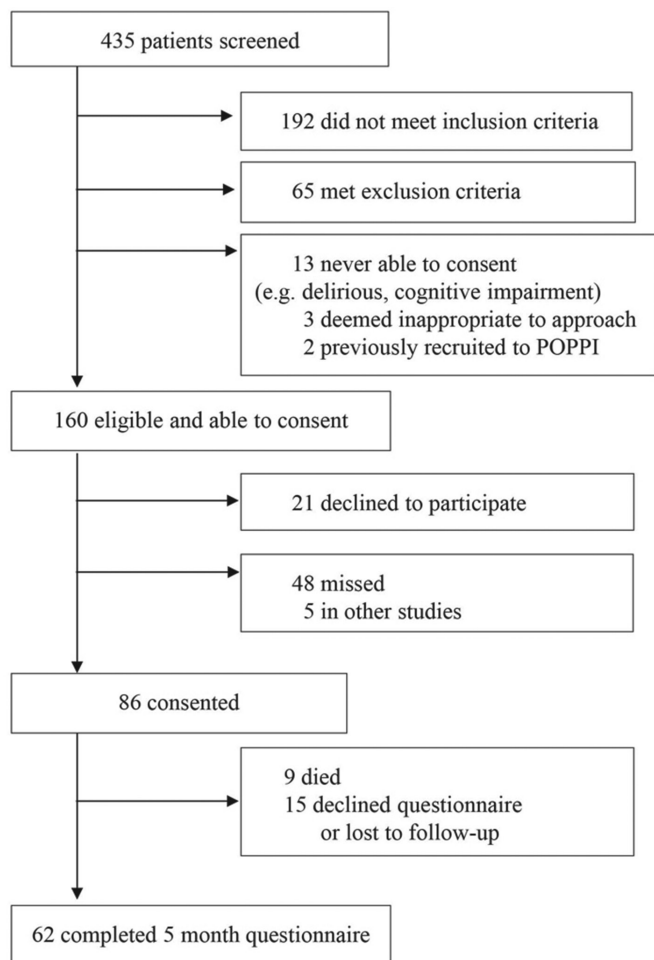 435 patients screened
192 did not meet inclusion criteria
65 met exclusion criteria
13 never able to consent
(e.g. delirious, cognitive impairment)
3 deemed inappropriate to approach
2 previously recruited to POPPI
160 eligible and able to consent
21 declined to participate
48 missed
5 in other studies
86 consented
9 died
15 declined questionnaire
or lost to follow-up
62 completed 5 month questionnaire